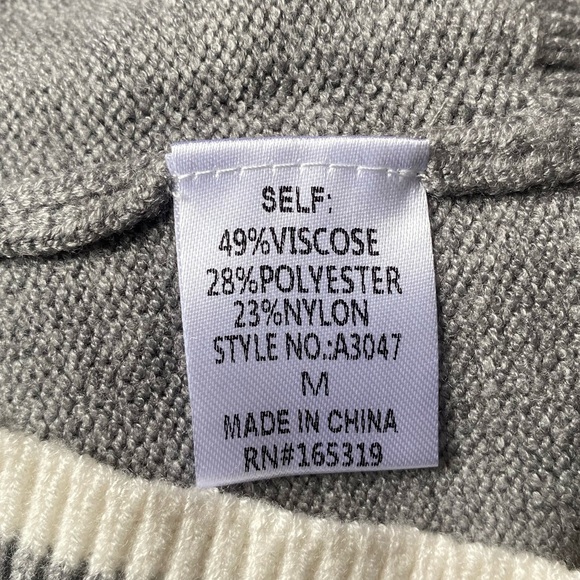 SELF:
49%VISCOSE
28%POLYESTER
23%NYLON
STYLE NO.:A3047
M
MADE IN CHINA
RN#165319